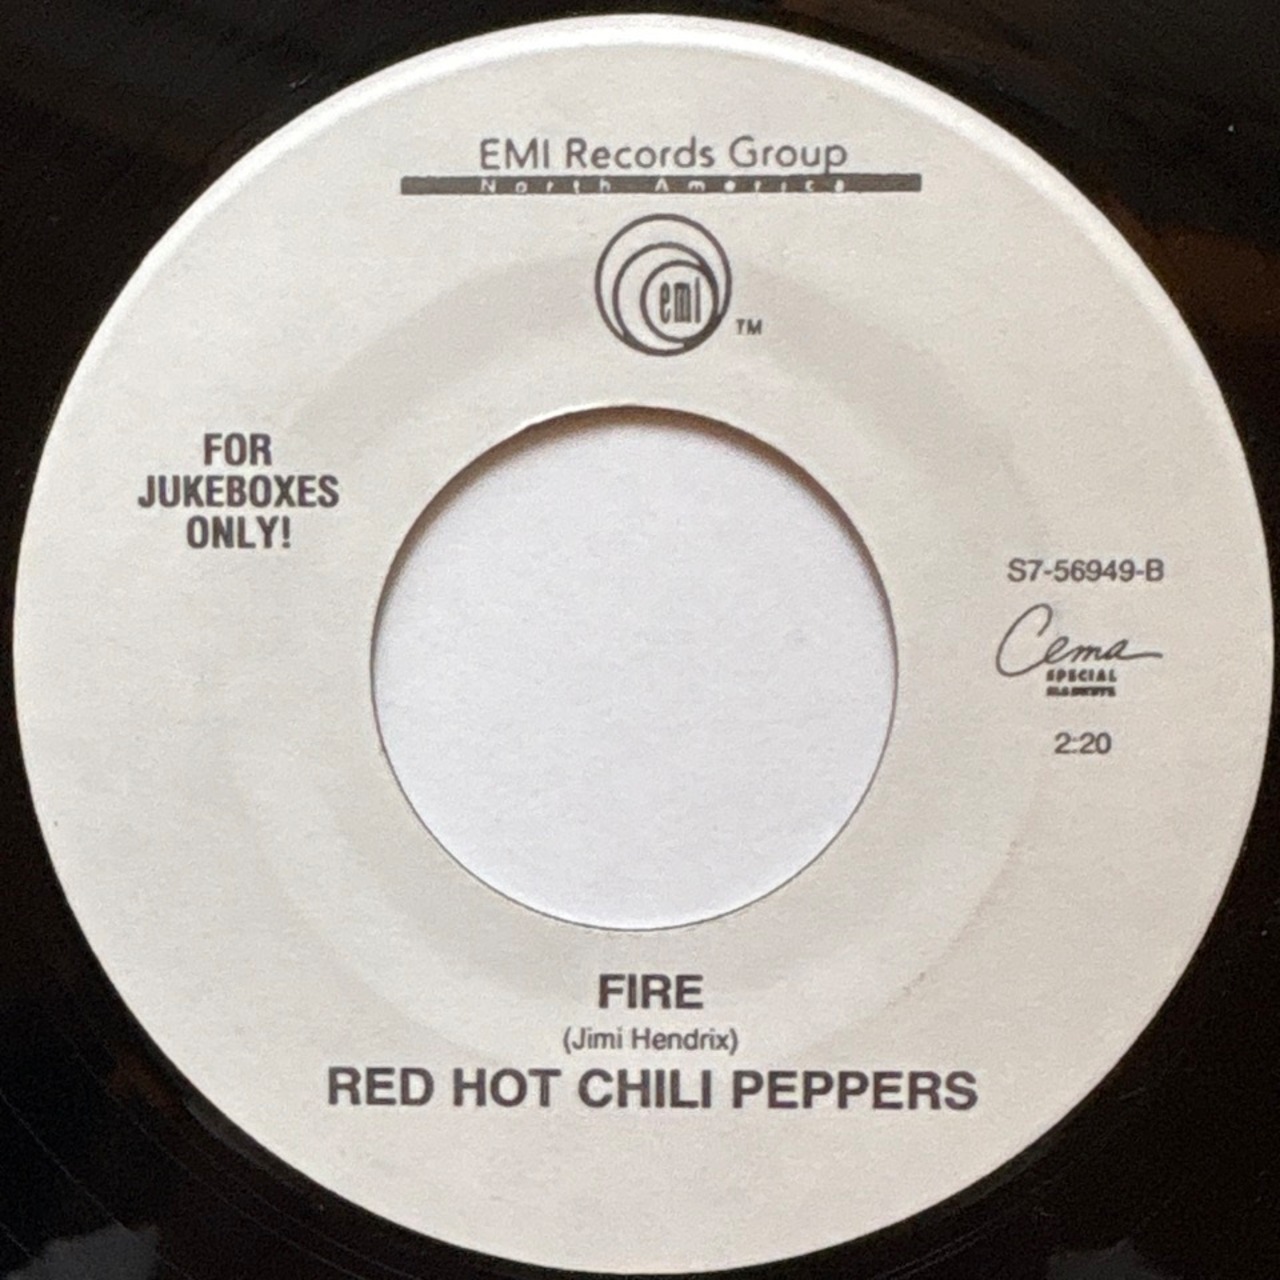 EMI Records Group
North America
emi
TM
FOR
JUKEBOXES
ONLY!
S7-56949-B
Cema
SPECIAL
MARKETS
2:20
FIRE
(Jimi Hendrix)
RED HOT CHILI PEPPERS